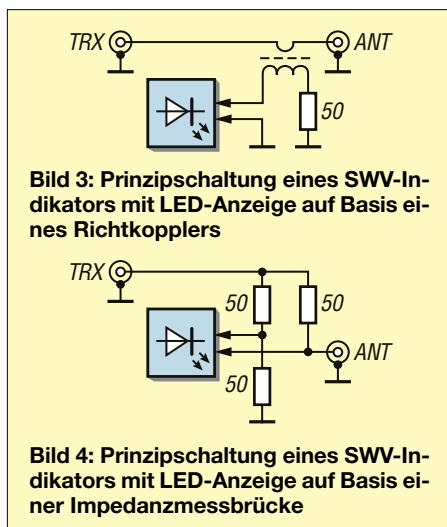 TRX
ANT
50
Bild 3: Prinzipschaltung eines SWV-In-
dikators mit LED-Anzeige auf Basis ei-
nes Richtkopplers
TRX
50
50
ANT
50
Bild 4: Prinzipschaltung eines SWV-In-
dikators mit LED-Anzeige auf Basis ei-
ner Impedanzmessbrücke